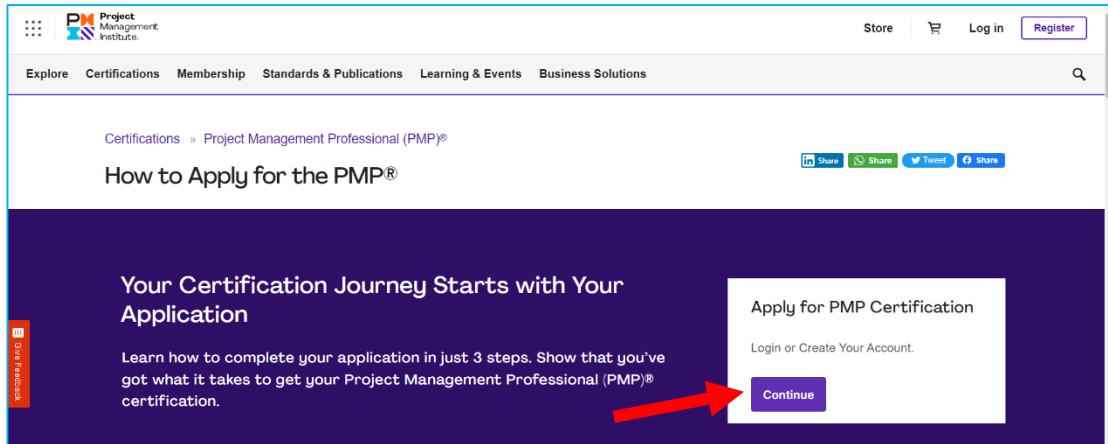 Project
Management
Institute.
Store
Log in
Register
Explore
Certifications
Membership
Standards & Publications
Learning & Events
Business Solutions
Certifications » Project Management Professional (PMP)®
How to Apply for the PMP®
in Share
Share
Tweet
Share
Your Certification Journey Starts with Your
Application
Learn how to complete your application in just 3 steps. Show that you've
got what it takes to get your Project Management Professional (PMP)®
certification.
Apply for PMP Certification
Login or Create Your Account.
Continue
Give Feedback